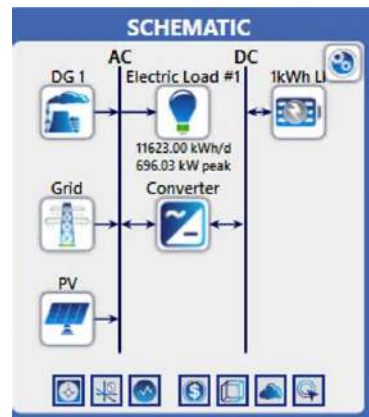 SCHEMATIC
AC DC
DG 1 Electric Load #1 1kWh LI
11623.00 kWh/d
696.03 kW peak
Grid Converter
PV